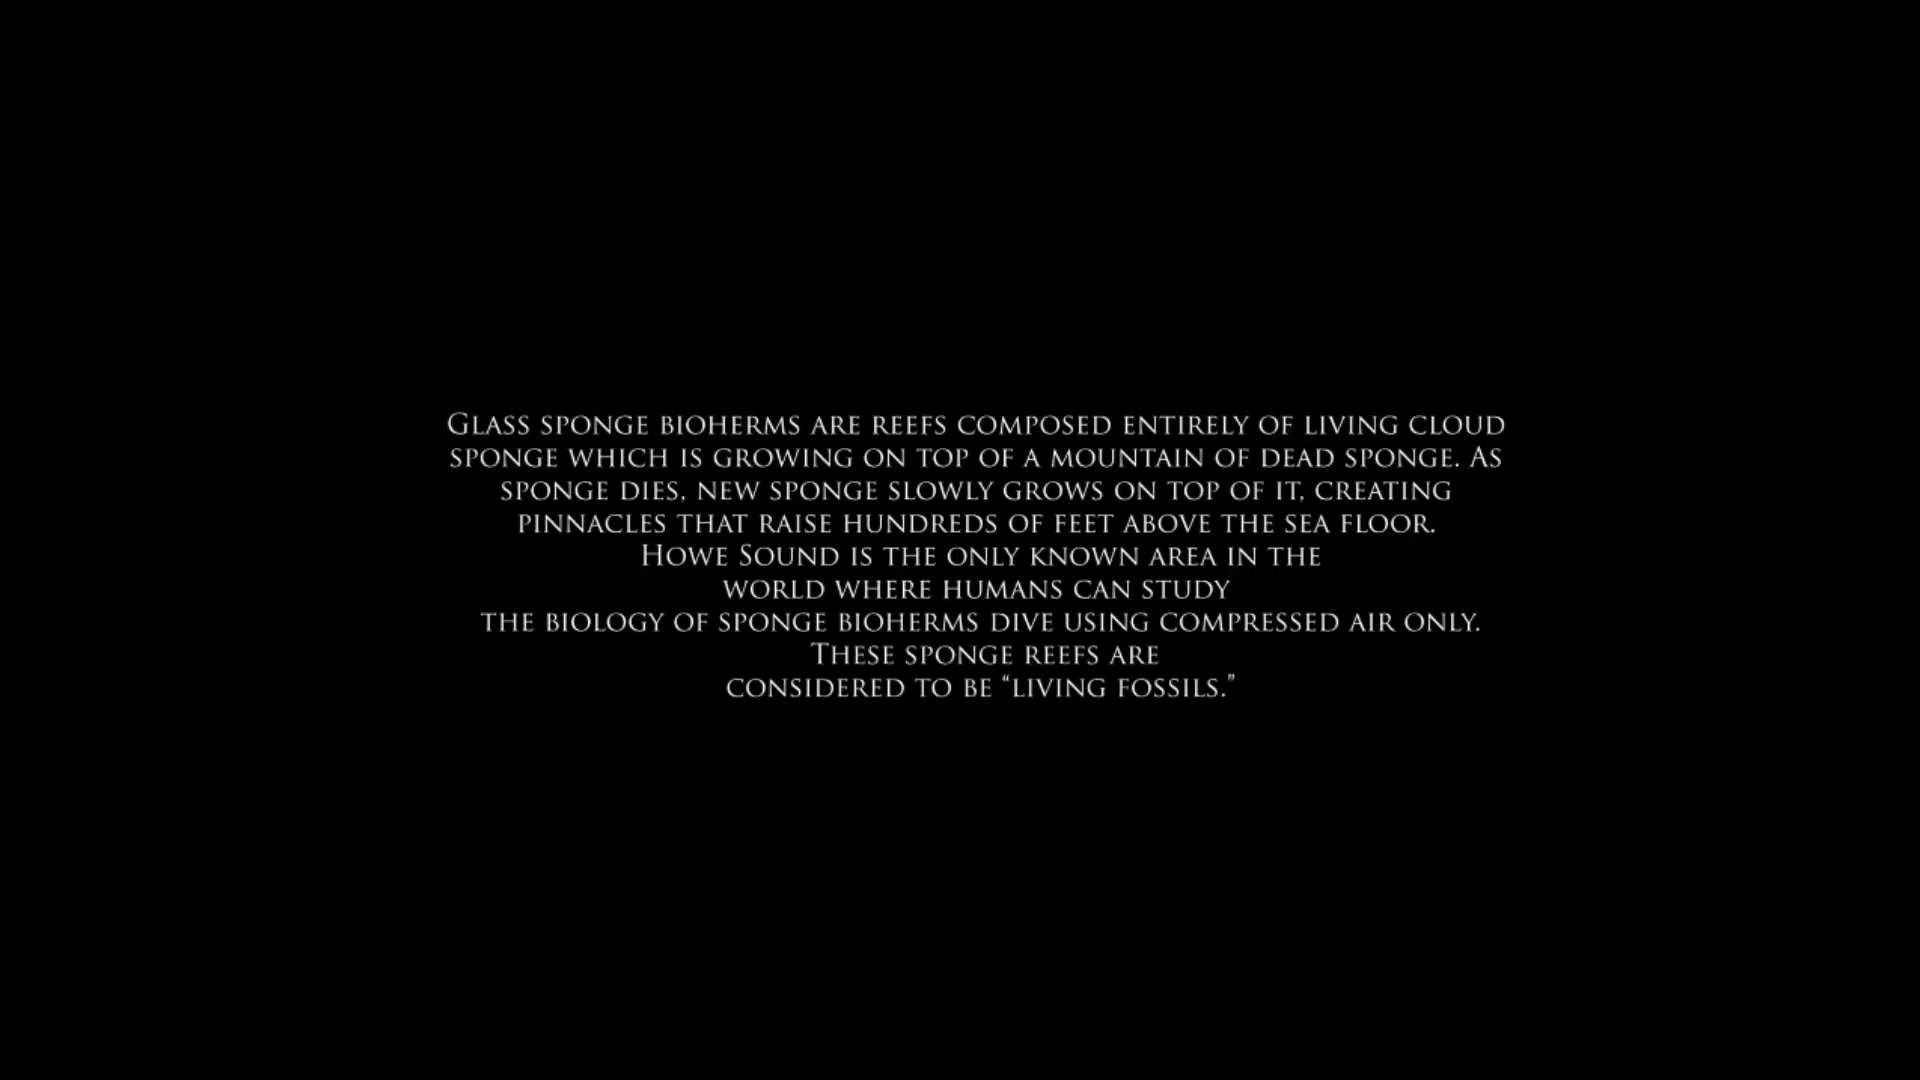 Glass sponge bioherms are reefs composed entirely of living cloud
sponge which is growing on top of a mountain of dead sponge. As
sponge dies, new sponge slowly grows on top of it, creating
pinnacles that raise hundreds of feet above the sea floor.
Howe Sound is the only known area in the
world where humans can study
the biology of sponge bioherms dive using compressed air only.
These sponge reefs are
considered to be “living fossils.”